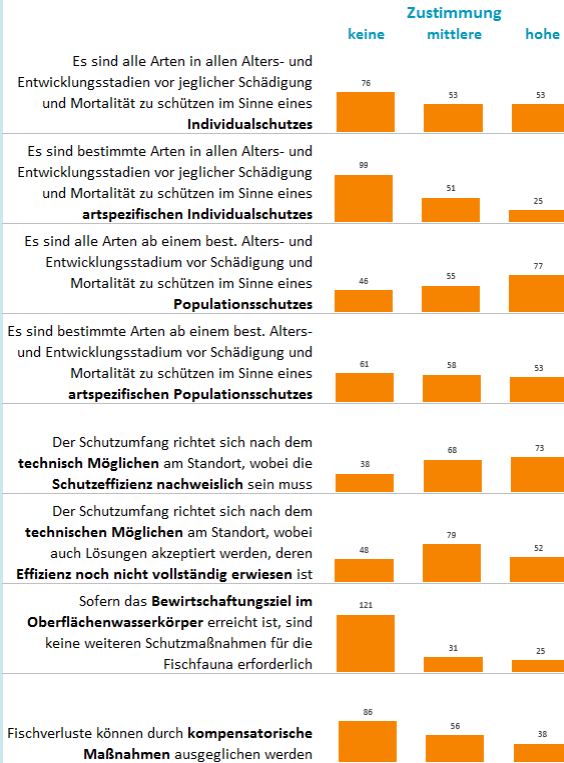 Zustimmung
keine mittlere hohe
Es sind alle Arten in allen Alters- und
Entwicklungsstadien vor jeglicher Schädigung
und Mortalität zu schützen im Sinne eines
Individualschutzes
76 53 53
Es sind bestimmte Arten in allen Alters- und
Entwicklungsstadien vor jeglicher Schädigung
und Mortalität zu schützen im Sinne eines
artspezifischen Individualschutzes
99 51 25
Es sind alle Arten ab einem best. Alters- und
Entwicklungsstadium vor Schädigung und
Mortalität zu schützen im Sinne eines
Populationsschutzes
46 55 77
Es sind bestimmte Arten ab einem best. Alters-
und Entwicklungsstadium vor Schädigung und
Mortalität zu schützen im Sinne eines
artspezifischen Populationsschutzes
61 58 53
Der Schutzumfang richtet sich nach dem
technisch Möglichen am Standort, wobei die
Schutzeffizienz nachweislich sein muss
38 68 73
Der Schutzumfang richtet sich nach dem
technischen Möglichen am Standort, wobei
auch Lösungen akzeptiert werden, deren
Effizienz noch nicht vollständig erwiesen ist
48 79 52
Sofern das Bewirtschaftungsziel im
Oberflächenwasserkörper erreicht ist, sind
keine weiteren Schutzmaßnahmen für die
Fischfauna erforderlich
121 31 25
Fischverluste können durch kompensatorische
Maßnahmen ausgeglichen werden
86 56 38